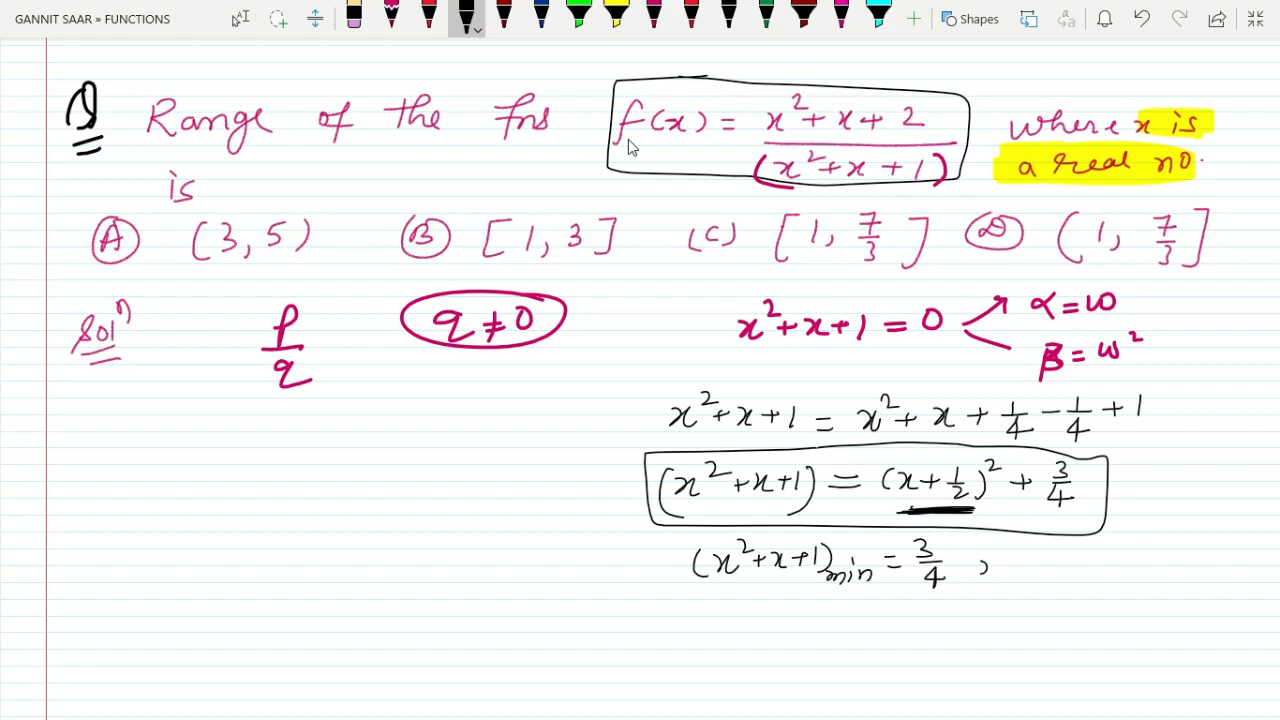 GANNIT SAAR » FUNCTIONS
Shapes
Q Range of the fns f(x) = (x²+x+2)/(x²+x+1) where x is
is a real no.
(A) (3,5) (B) [1,3] (C) [1, 7/3] (D) (1, 7/3]
Solⁿ p/q q≠0 x²+x+1 = 0 α=ω
β=ω²
x²+x+1 = x²+x+1/4-1/4+1
(x²+x+1) = (x+1/2)²+3/4
(x²+x+1)min = 3/4 ,